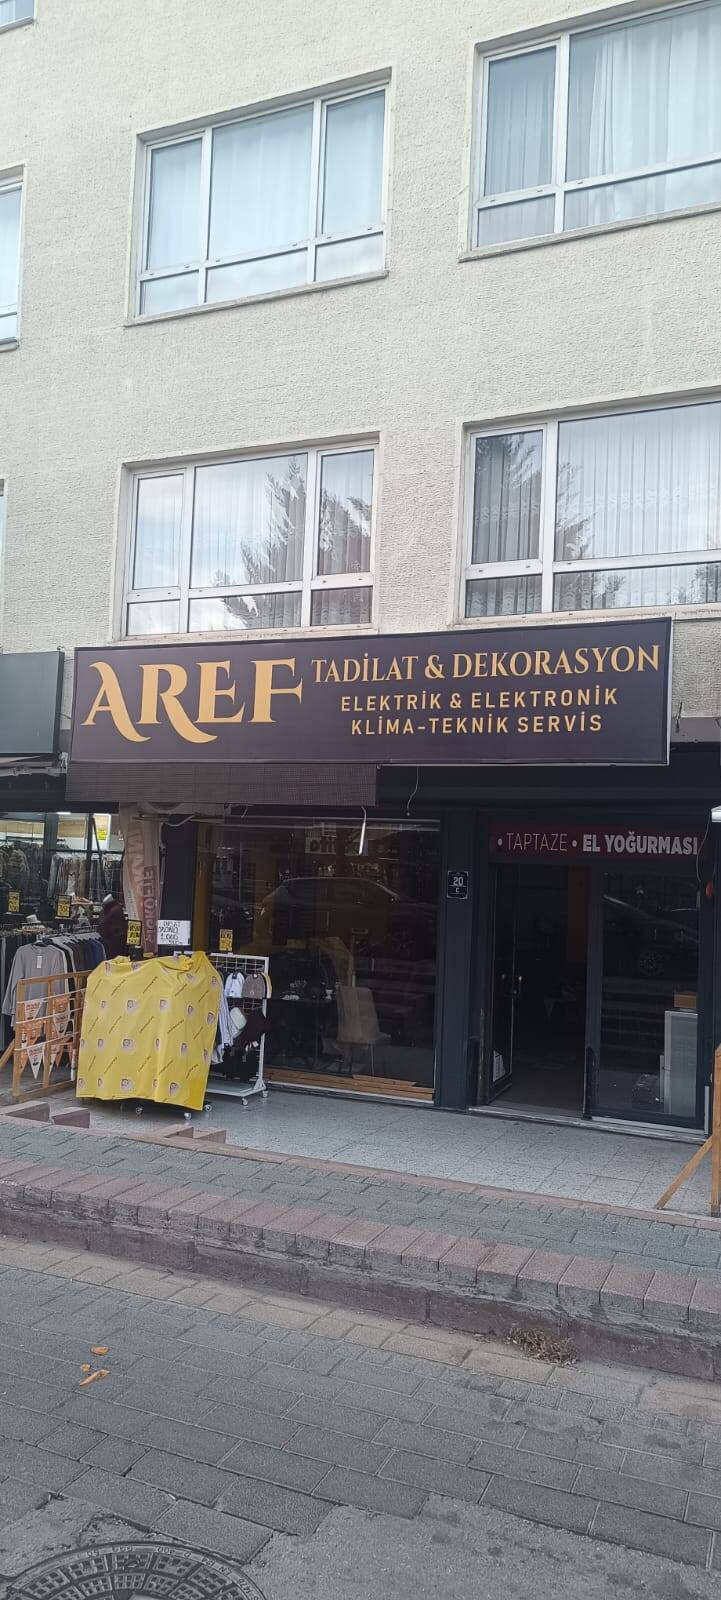 AREF
TADİLAT & DEKORASYON
ELEKTRİK & ELEKTRONİK
KLİMA-TEKNİK SERVİS
• TAPTAZE • EL YOĞURMASI
20
C